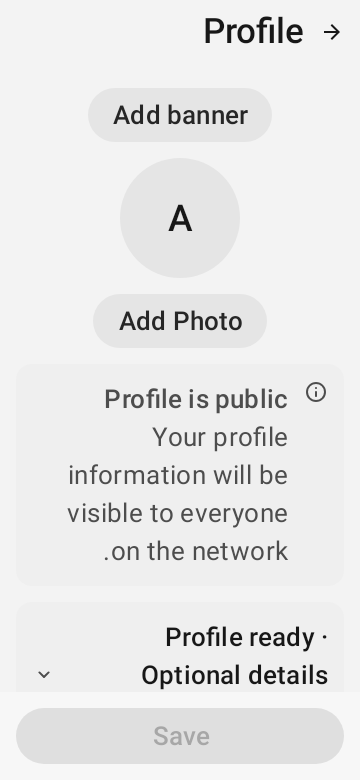 Profile
Add banner
A
Add Photo
Profile is public
Your profile
information will be
visible to everyone
.on the network
Profile ready ·
Optional details
Save